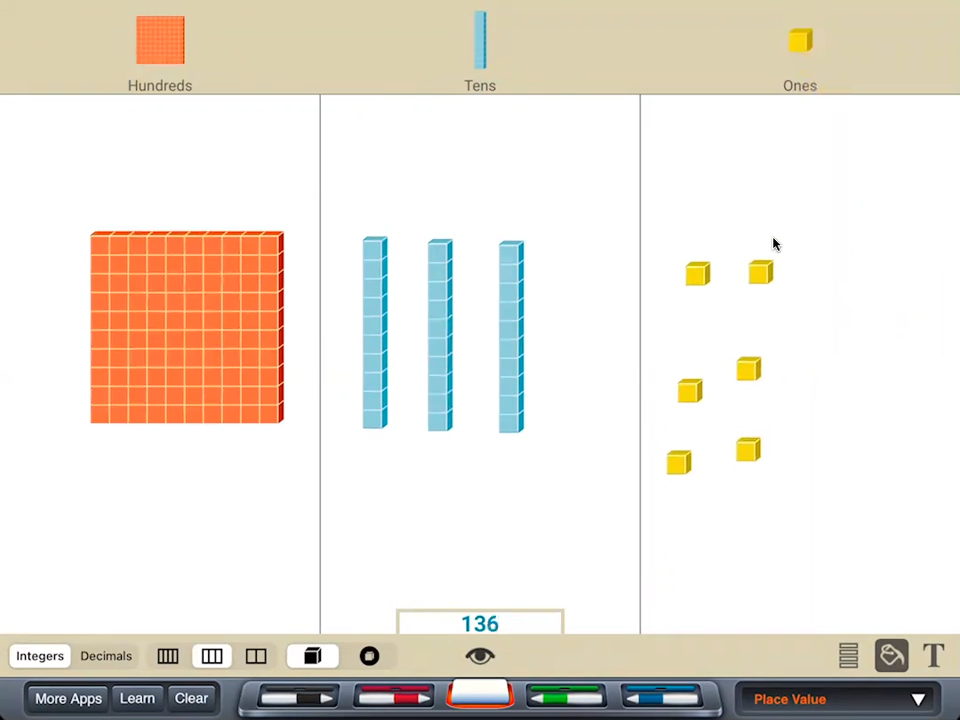 Hundreds
Tens
Ones
136
Integers
Decimals
T
More Apps
Learn
Clear
Place Value